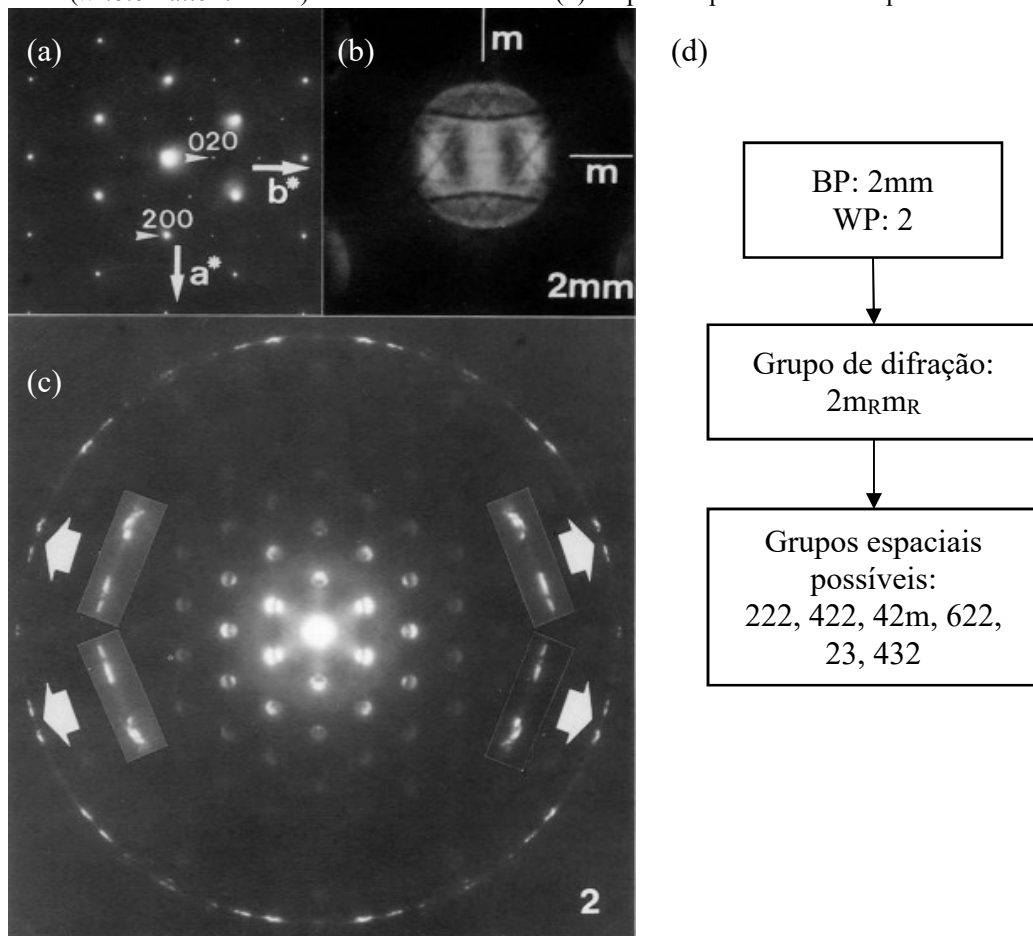 (a)
020
b*
200
a*
(b)
m
m
2mm
(c)
2
(d)
BP: 2mm
WP: 2
Grupo de difração:
2mRmR
Grupos espaciais
possíveis:
222, 422, 42m, 622,
23, 432